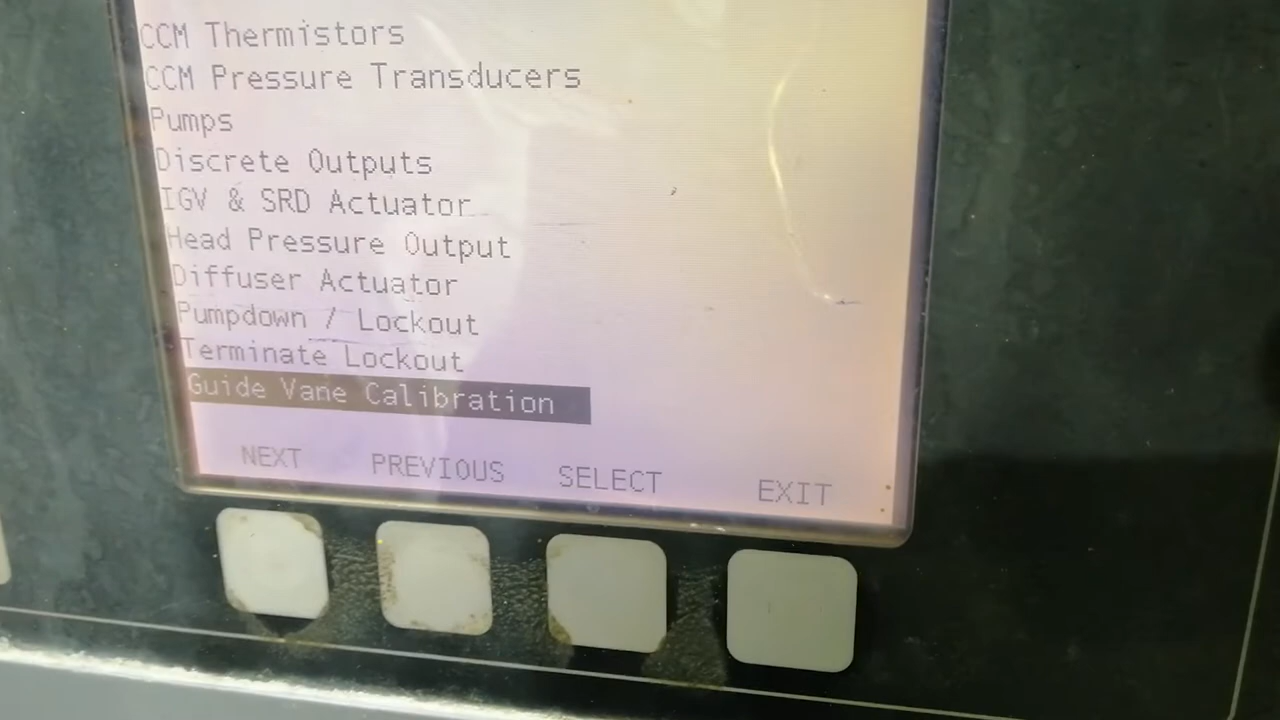 CCM Thermistors
CCM Pressure Transducers
Pumps
Discrete Outputs
IGV & SRD Actuator
Head Pressure Output
Diffuser Actuator
Pumpdown / Lockout
Terminate Lockout
Guide Vane Calibration
NEXT PREVIOUS SELECT EXIT